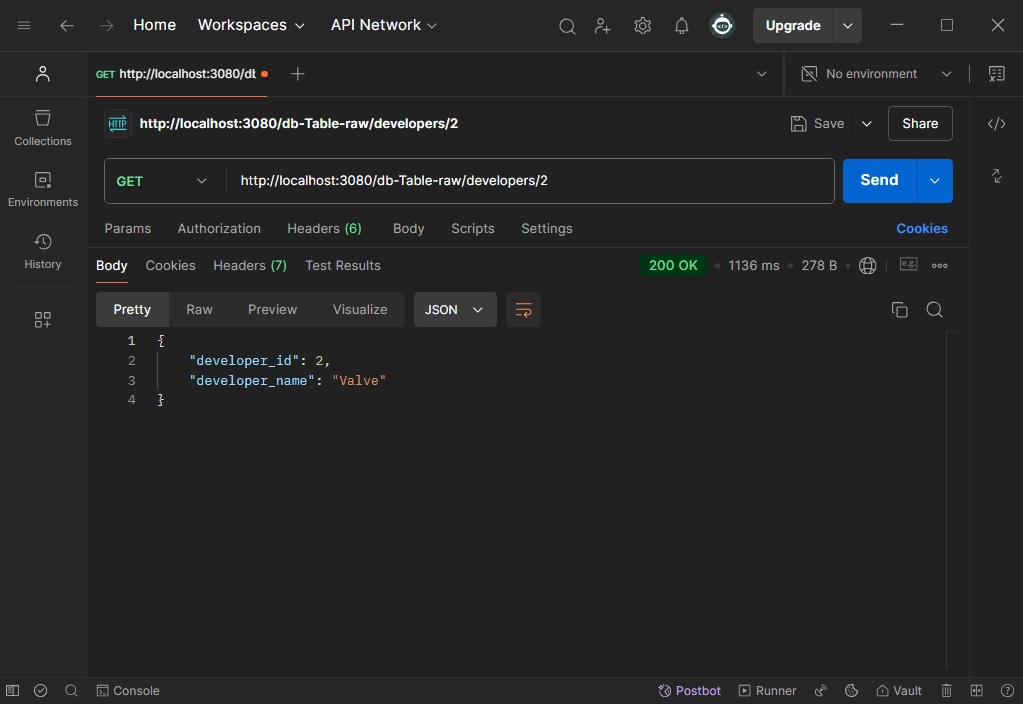 Home Workspaces API Network Upgrade
GET http://localhost:3080/dl No environment
Collections
Environments
History
HTTP http://localhost:3080/db-Table-raw/developers/2 Save Share
GET http://localhost:3080/db-Table-raw/developers/2 Send
Params Authorization Headers (6) Body Scripts Settings Cookies
Body Cookies Headers (7) Test Results 200 OK • 1136 ms • 278 B • e.g.
Pretty Raw Preview Visualize JSON
1 {
2 "developer_id": 2,
3 "developer_name": "Valve"
4 }
Console Postbot Runner Vault